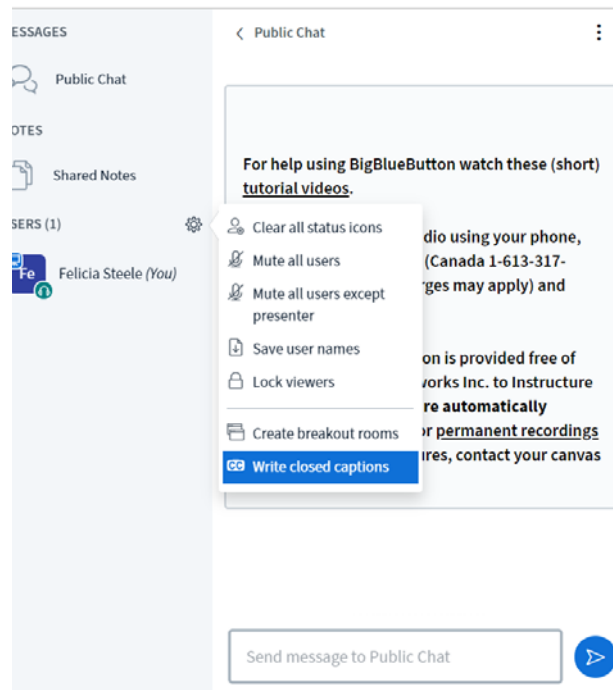 ESSAGES
Public Chat
OTES
Shared Notes
SERS (1)
Fe
Felicia Steele (You)
Public Chat
For help using BigBlueButton watch these (short)
tutorial videos.
dio using your phone,
(Canada 1-613-317-
rges may apply) and
on is provided free of
works Inc. to Instructure
re automatically
or permanent recordings
ures, contact your canvas
Clear all status icons
Mute all users
Mute all users except
presenter
Save user names
Lock viewers
Create breakout rooms
CC Write closed captions
Send message to Public Chat